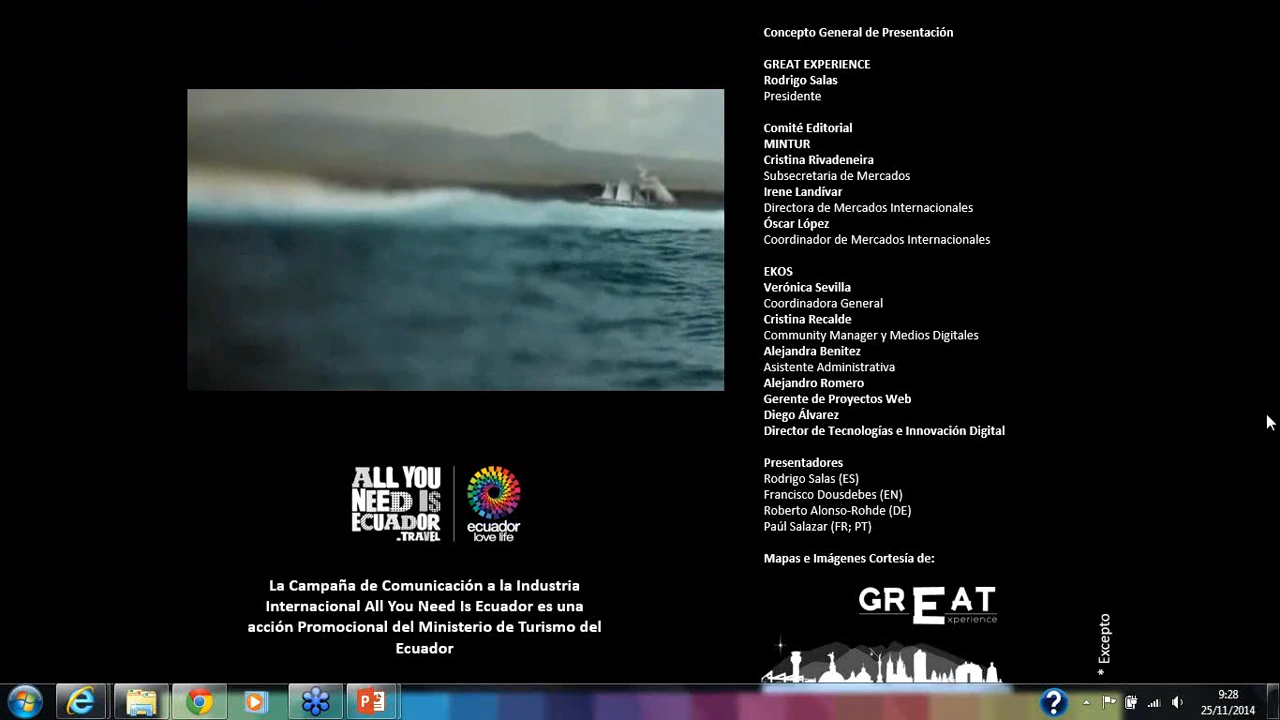 Concepto General de Presentación
GREAT EXPERIENCE
Rodrigo Salas
Presidente
Comité Editorial
MINTUR
Cristina Rivadeneira
Subsecretaria de Mercados
Irene Landívar
Directora de Mercados Internacionales
Óscar López
Coordinador de Mercados Internacionales
EKOS
Verónica Sevilla
Coordinadora General
Cristina Recalde
Community Manager y Medios Digitales
Alejandra Benitez
Asistente Administrativa
Alejandro Romero
Gerente de Proyectos Web
Diego Álvarez
Director de Tecnologías e Innovación Digital
Presentadores
Rodrigo Salas (ES)
Francisco Dousdebes (EN)
Roberto Alonso-Rohde (DE)
Paúl Salazar (FR; PT)
Mapas e Imágenes Cortesía de:
GREAT
xperience
* Excepto
ALL YOU
NEED IS
ECUADOR
.TRAVEL
ecuador
love life
La Campaña de Comunicación a la Industria
Internacional All You Need Is Ecuador es una
acción Promocional del Ministerio de Turismo del
Ecuador
9:28
25/11/2014